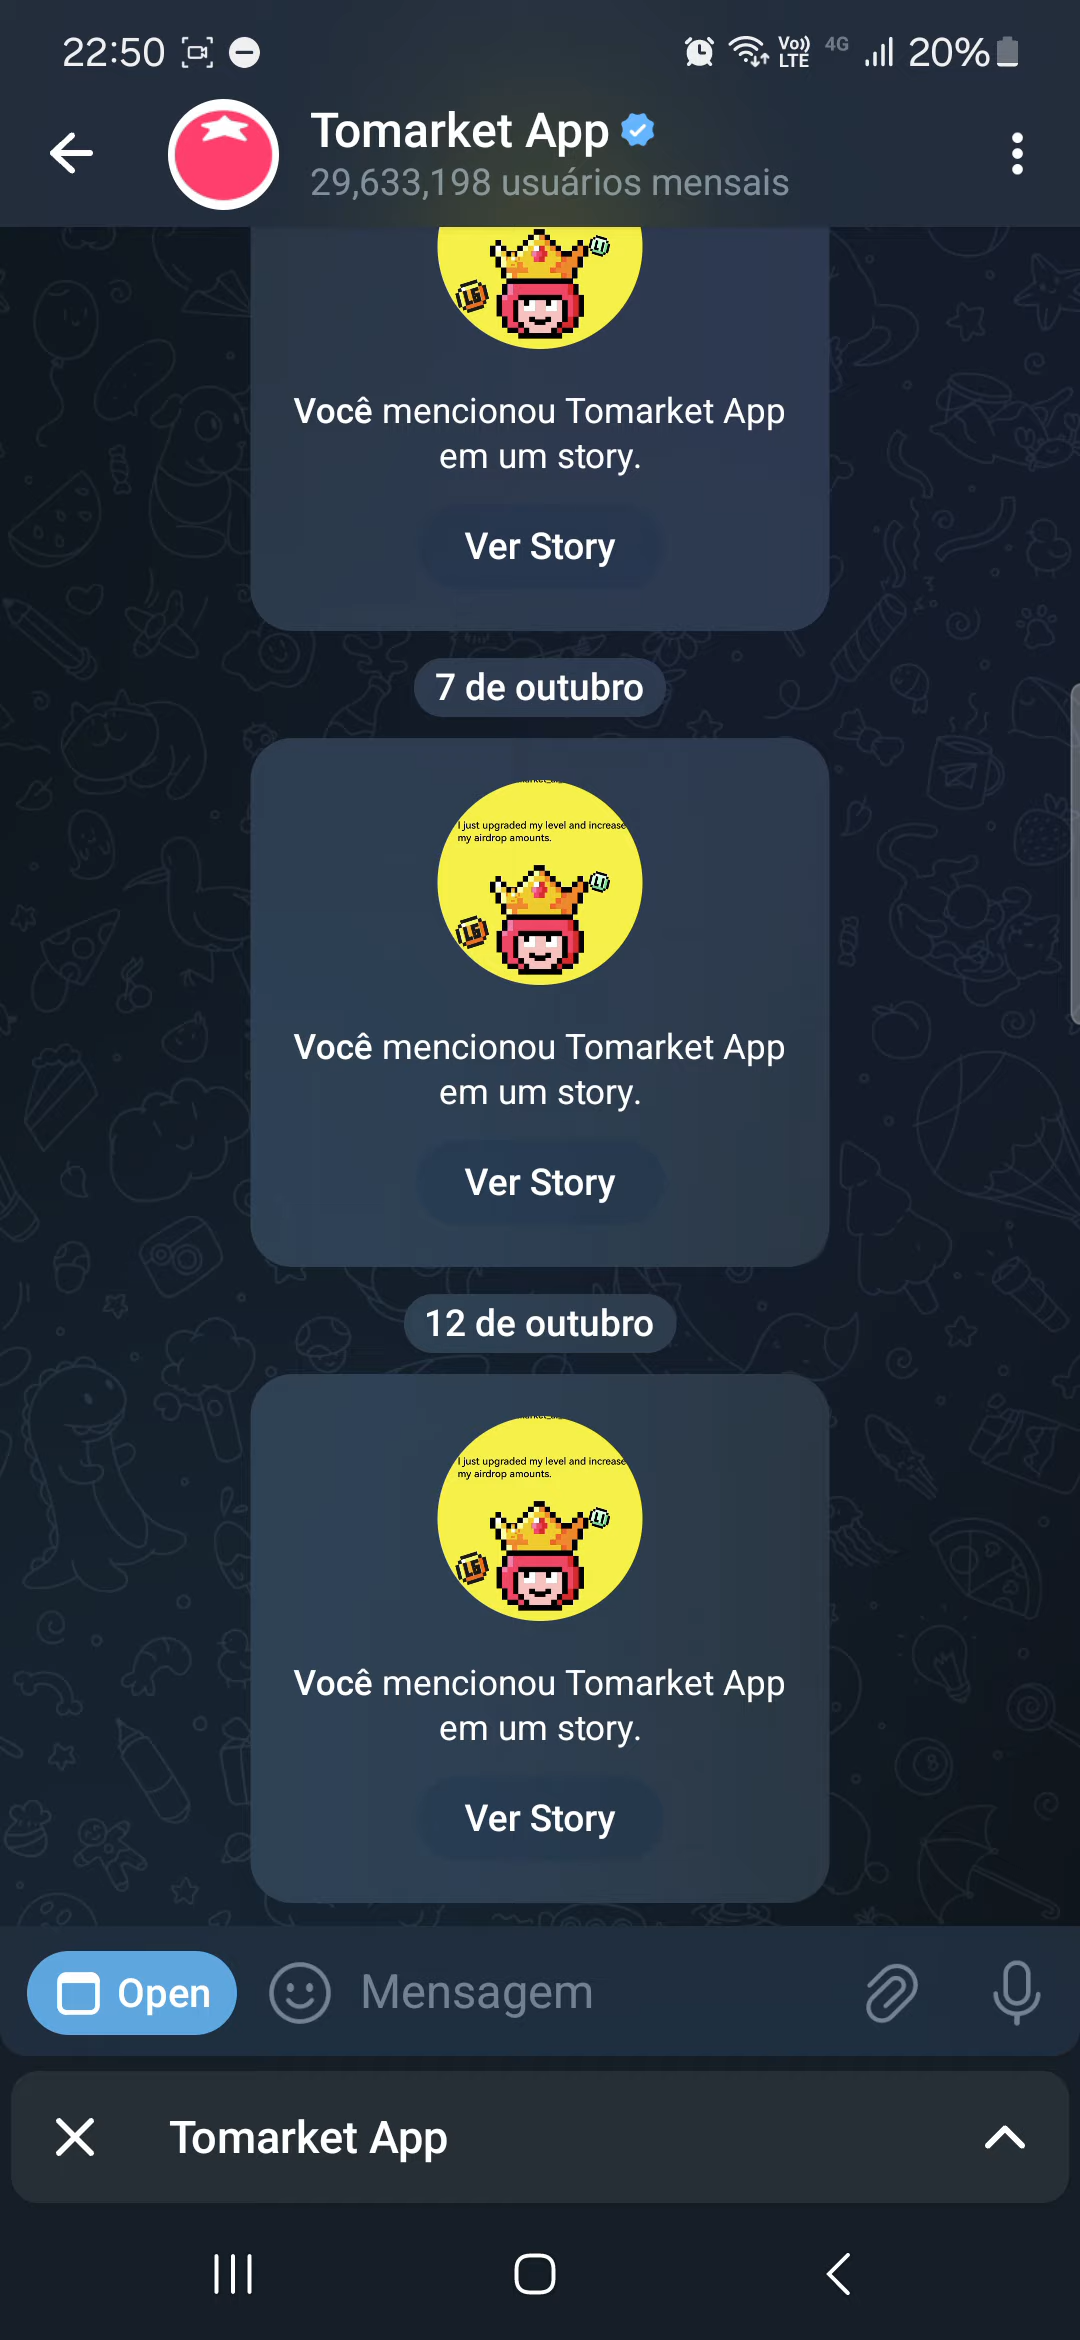 22:50
Vo))
LTE
4G
20%
Tomarket App
29,633,198 usuários mensais
LG
Você mencionou Tomarket App
em um story.
Ver Story
7 de outubro
I just upgraded my level and increase
my airdrop amounts.
LG
Você mencionou Tomarket App
em um story.
Ver Story
12 de outubro
I just upgraded my level and increase
my airdrop amounts.
LG
Você mencionou Tomarket App
em um story.
Ver Story
Open
Mensagem
Tomarket App